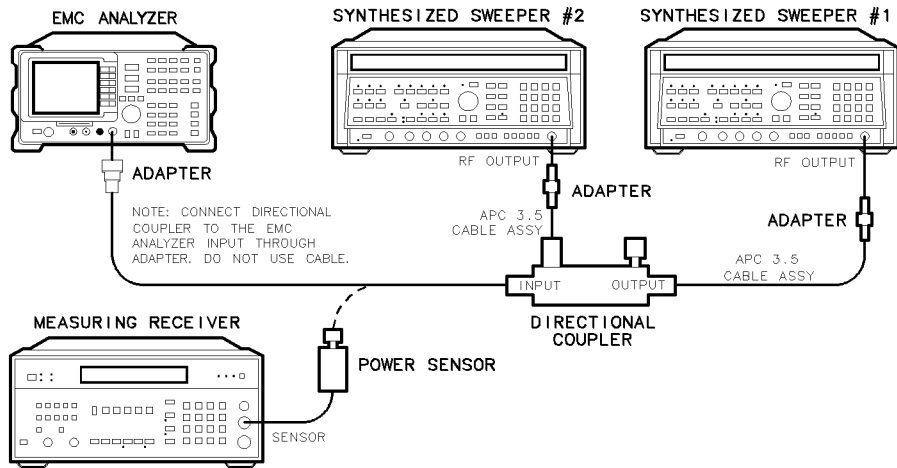 EMC ANALYZER
SYNTHESIZED SWEEPER #2
SYNTHESIZED SWEEPER #1
RF OUTPUT
RF OUTPUT
ADAPTER
ADAPTER
ADAPTER
NOTE: CONNECT DIRECTIONAL
COUPLER TO THE EMC
ANALYZER INPUT THROUGH
ADAPTER. DO NOT USE CABLE.
APC 3.5
CABLE ASSY
APC 3.5
CABLE ASSY
INPUT
OUTPUT
DIRECTIONAL
COUPLER
MEASURING RECEIVER
POWER SENSOR
SENSOR